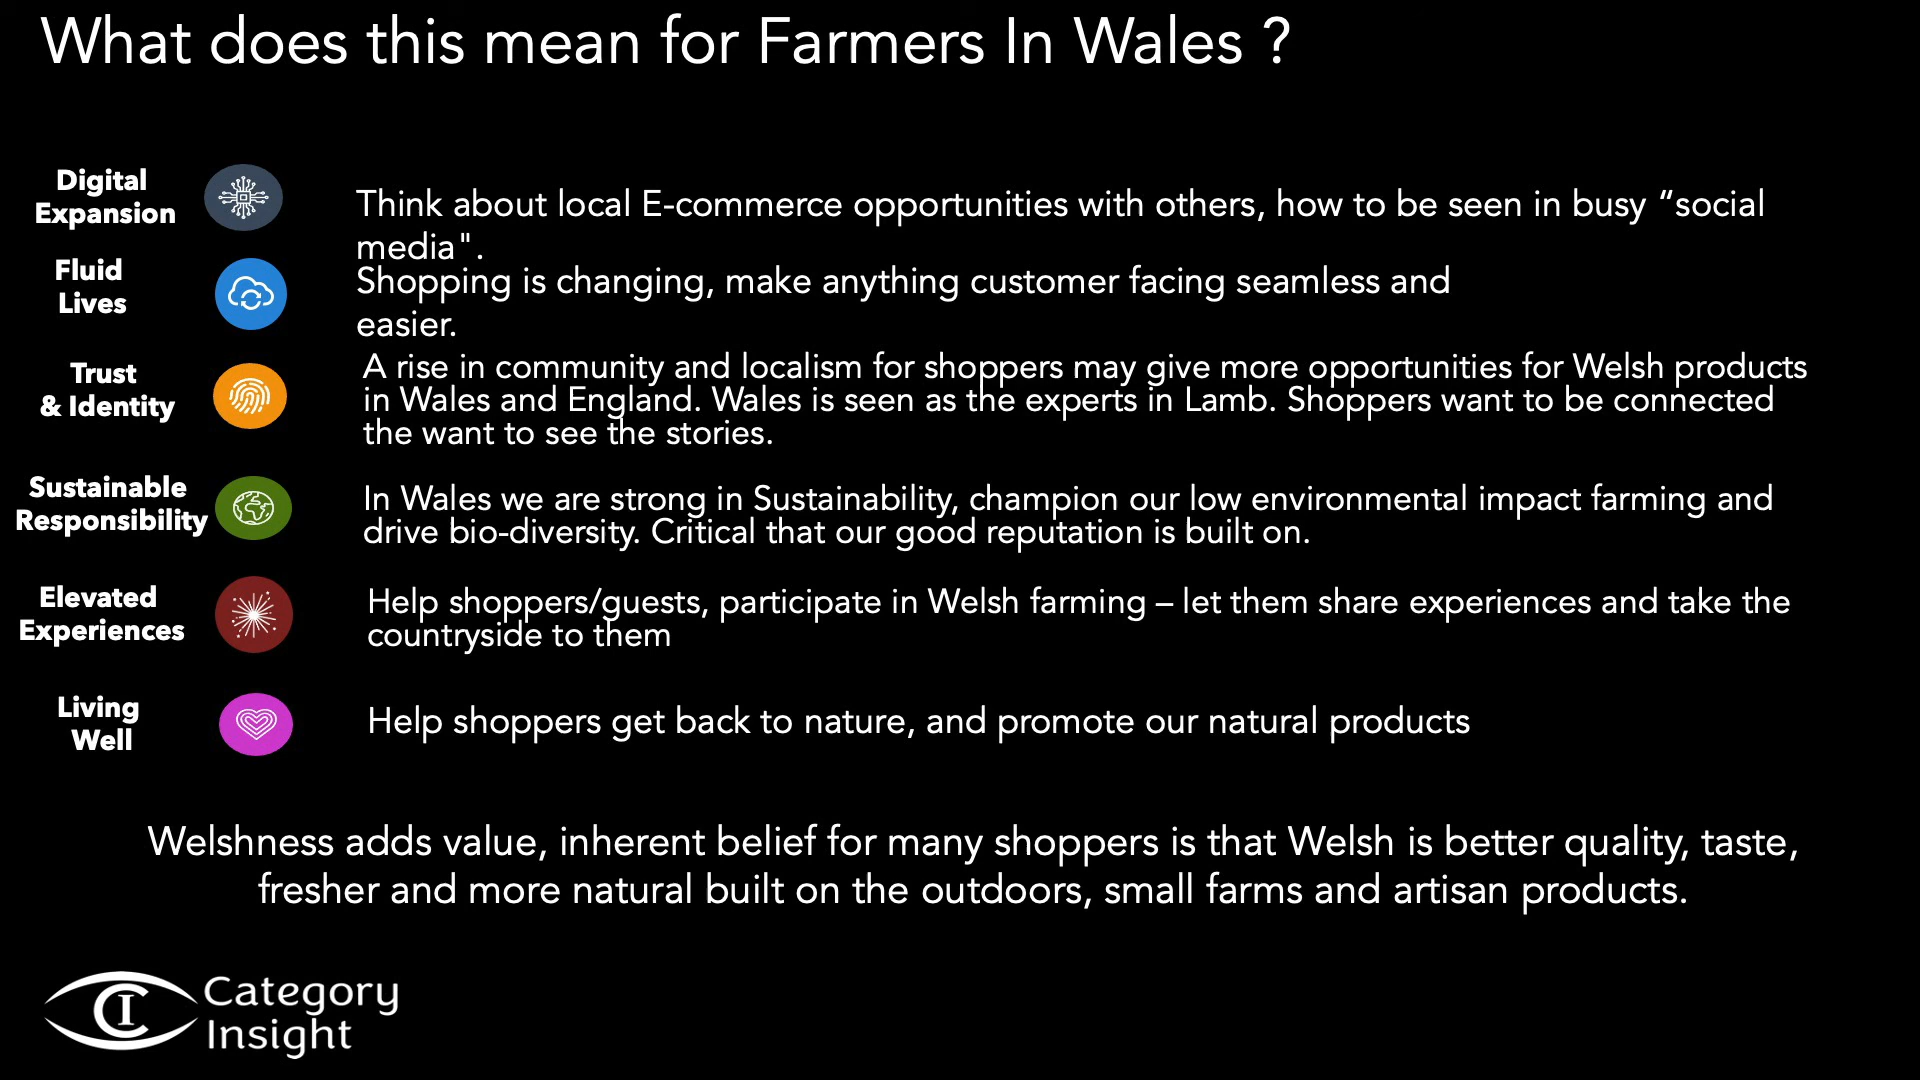 What does this mean for Farmers In Wales ?
Digital
Expansion
Think about local E-commerce opportunities with others, how to be seen in busy “social
media".
Fluid
Lives
Shopping is changing, make anything customer facing seamless and
easier.
Trust
& Identity
A rise in community and localism for shoppers may give more opportunities for Welsh products
in Wales and England. Wales is seen as the experts in Lamb. Shoppers want to be connected
the want to see the stories.
Sustainable
Responsibility
In Wales we are strong in Sustainability, champion our low environmental impact farming and
drive bio-diversity. Critical that our good reputation is built on.
Elevated
Experiences
Help shoppers/guests, participate in Welsh farming – let them share experiences and take the
countryside to them
Living
Well
Help shoppers get back to nature, and promote our natural products
Welshness adds value, inherent belief for many shoppers is that Welsh is better quality, taste,
fresher and more natural built on the outdoors, small farms and artisan products.
CI
Category
Insight